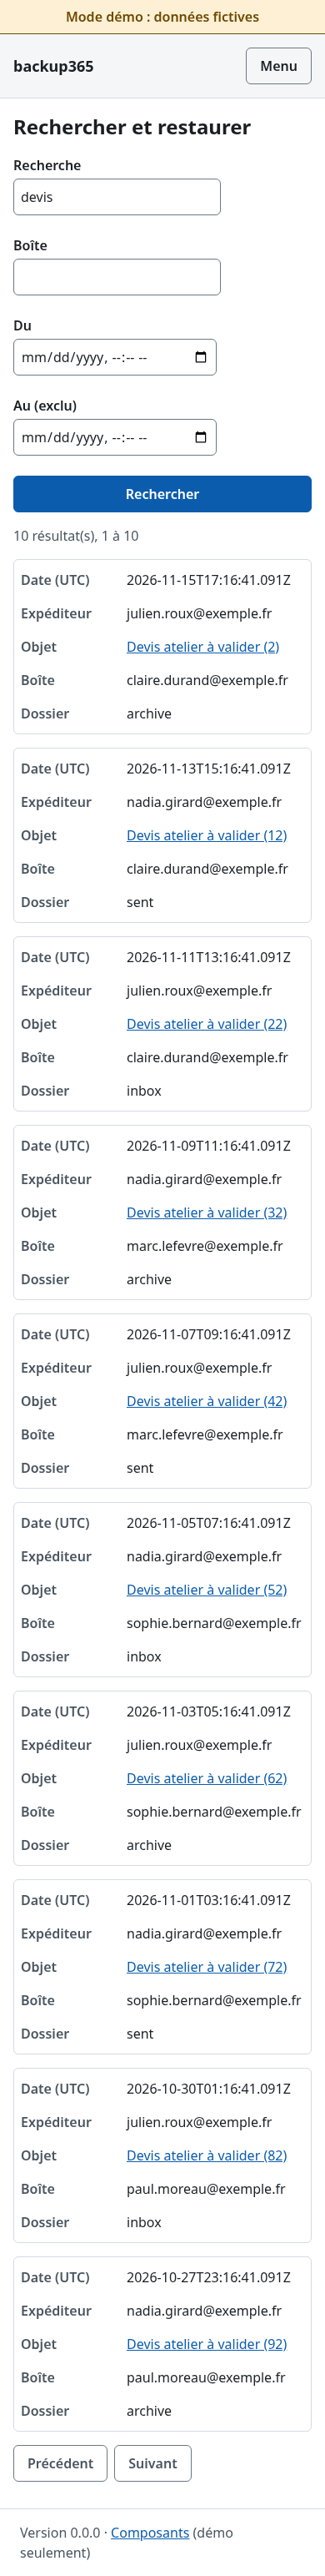 Mode démo : données fictives
backup365
Menu
Rechercher et restaurer
Recherche
devis
Boîte
Du
mm/dd/yyyy, --:-- --
Au (exclu)
mm/dd/yyyy, --:-- --
Rechercher
10 résultat(s), 1 à 10
Date (UTC) 2026-11-15T17:16:41.091Z
Expéditeur julien.roux@exemple.fr
Objet Devis atelier à valider (2)
Boîte claire.durand@exemple.fr
Dossier archive
Date (UTC) 2026-11-13T15:16:41.091Z
Expéditeur nadia.girard@exemple.fr
Objet Devis atelier à valider (12)
Boîte claire.durand@exemple.fr
Dossier sent
Date (UTC) 2026-11-11T13:16:41.091Z
Expéditeur julien.roux@exemple.fr
Objet Devis atelier à valider (22)
Boîte claire.durand@exemple.fr
Dossier inbox
Date (UTC) 2026-11-09T11:16:41.091Z
Expéditeur nadia.girard@exemple.fr
Objet Devis atelier à valider (32)
Boîte marc.lefevre@exemple.fr
Dossier archive
Date (UTC) 2026-11-07T09:16:41.091Z
Expéditeur julien.roux@exemple.fr
Objet Devis atelier à valider (42)
Boîte marc.lefevre@exemple.fr
Dossier sent
Date (UTC) 2026-11-05T07:16:41.091Z
Expéditeur nadia.girard@exemple.fr
Objet Devis atelier à valider (52)
Boîte sophie.bernard@exemple.fr
Dossier inbox
Date (UTC) 2026-11-03T05:16:41.091Z
Expéditeur julien.roux@exemple.fr
Objet Devis atelier à valider (62)
Boîte sophie.bernard@exemple.fr
Dossier archive
Date (UTC) 2026-11-01T03:16:41.091Z
Expéditeur nadia.girard@exemple.fr
Objet Devis atelier à valider (72)
Boîte sophie.bernard@exemple.fr
Dossier sent
Date (UTC) 2026-10-30T01:16:41.091Z
Expéditeur julien.roux@exemple.fr
Objet Devis atelier à valider (82)
Boîte paul.moreau@exemple.fr
Dossier inbox
Date (UTC) 2026-10-27T23:16:41.091Z
Expéditeur nadia.girard@exemple.fr
Objet Devis atelier à valider (92)
Boîte paul.moreau@exemple.fr
Dossier archive
Précédent Suivant
Version 0.0.0 · Composants (démo
seulement)